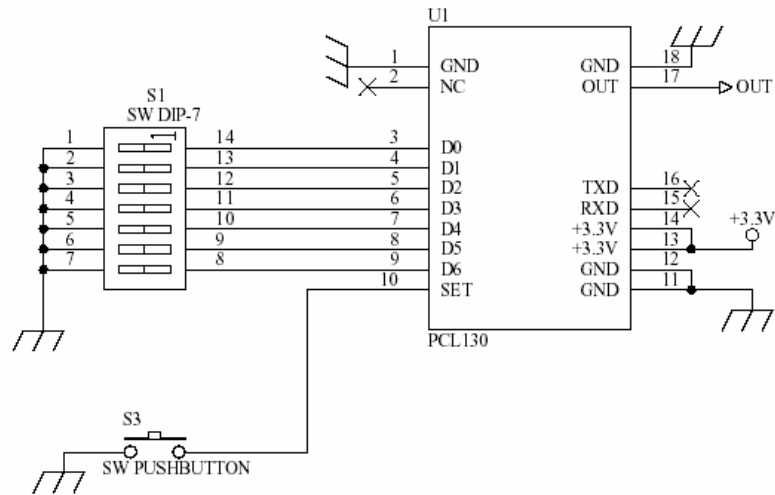 U1
1 GND GND 18
2 NC OUT 17 OUT
S1
SW DIP-7
1 14 3 D0
2 13 4 D1
3 12 5 D2 TXD 16
4 11 6 D3 RXD 15
5 10 7 D4 +3.3V 14 +3.3V
6 9 8 D5 +3.3V 13
7 8 9 D6 GND 12
10 SET GND 11
PCL130
S3
SW PUSHBUTTON